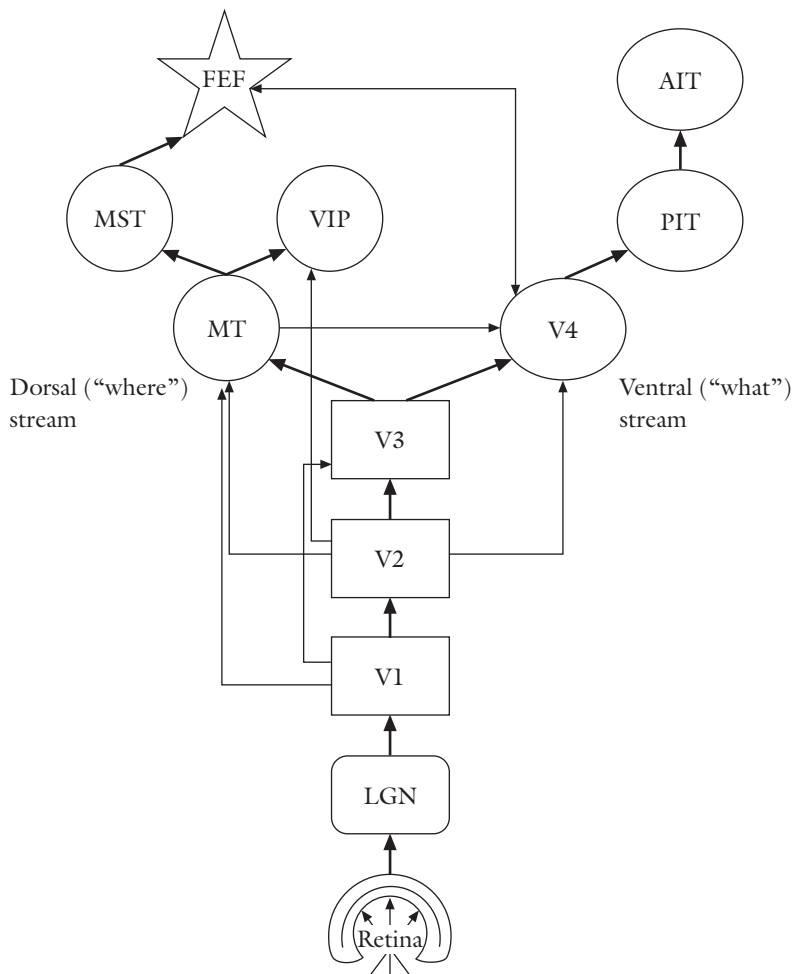 FEF
AIT
MST
VIP
PIT
MT
V4
Dorsal (“where”)
stream
Ventral (“what”)
stream
V3
V2
V1
LGN
Retina